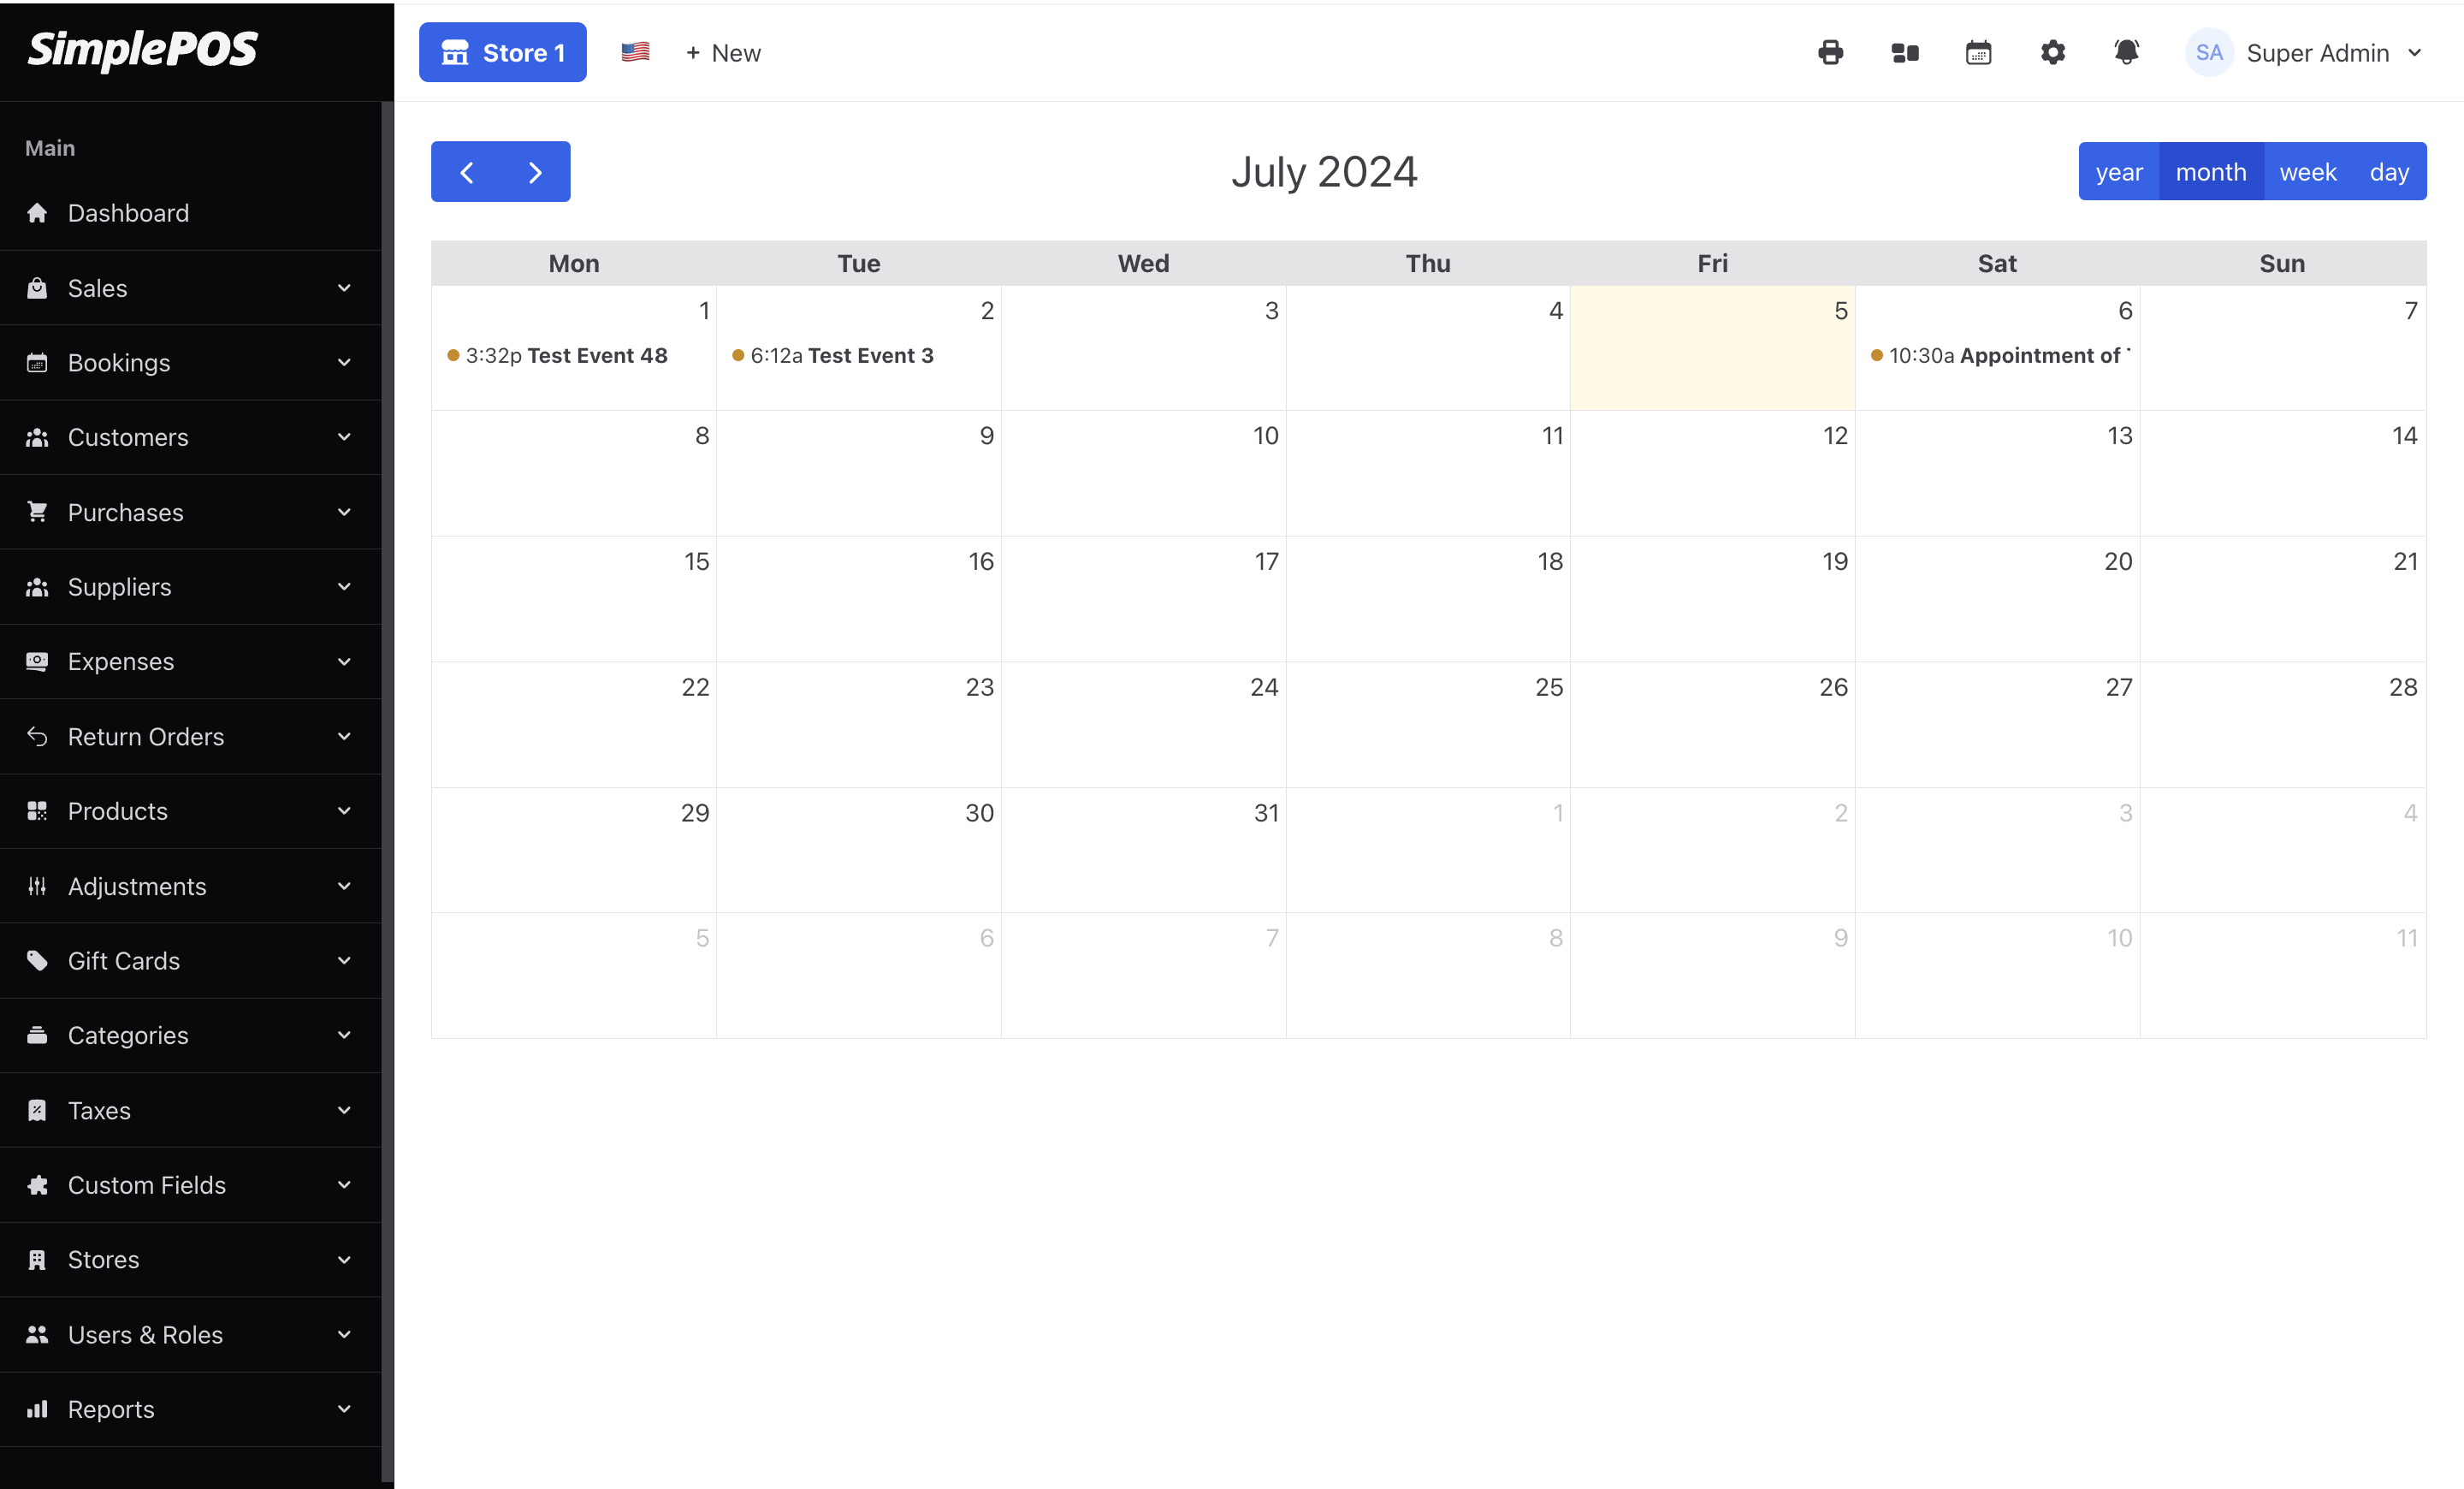 SimplePOS
Store 1
+ New
SA Super Admin
Main
Dashboard
Sales
Bookings
Customers
Purchases
Suppliers
Expenses
Return Orders
Products
Adjustments
Gift Cards
Categories
Taxes
Custom Fields
Stores
Users & Roles
Reports
July 2024
year month week day
Mon Tue Wed Thu Fri Sat Sun
1 2 3 4 5 6 7
3:32p Test Event 48 6:12a Test Event 3 10:30a Appointment of
8 9 10 11 12 13 14
15 16 17 18 19 20 21
22 23 24 25 26 27 28
29 30 31 1 2 3 4
5 6 7 8 9 10 11